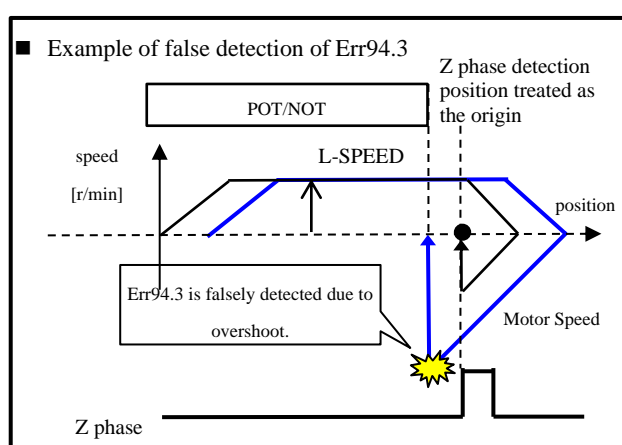 ■ Example of false detection of Err94.3
Z phase detection
position treated as
the origin
POT/NOT
speed
[r/min]
L-SPEED
position
Err94.3 is falsely detected due to
overshoot.
Motor Speed
Z phase